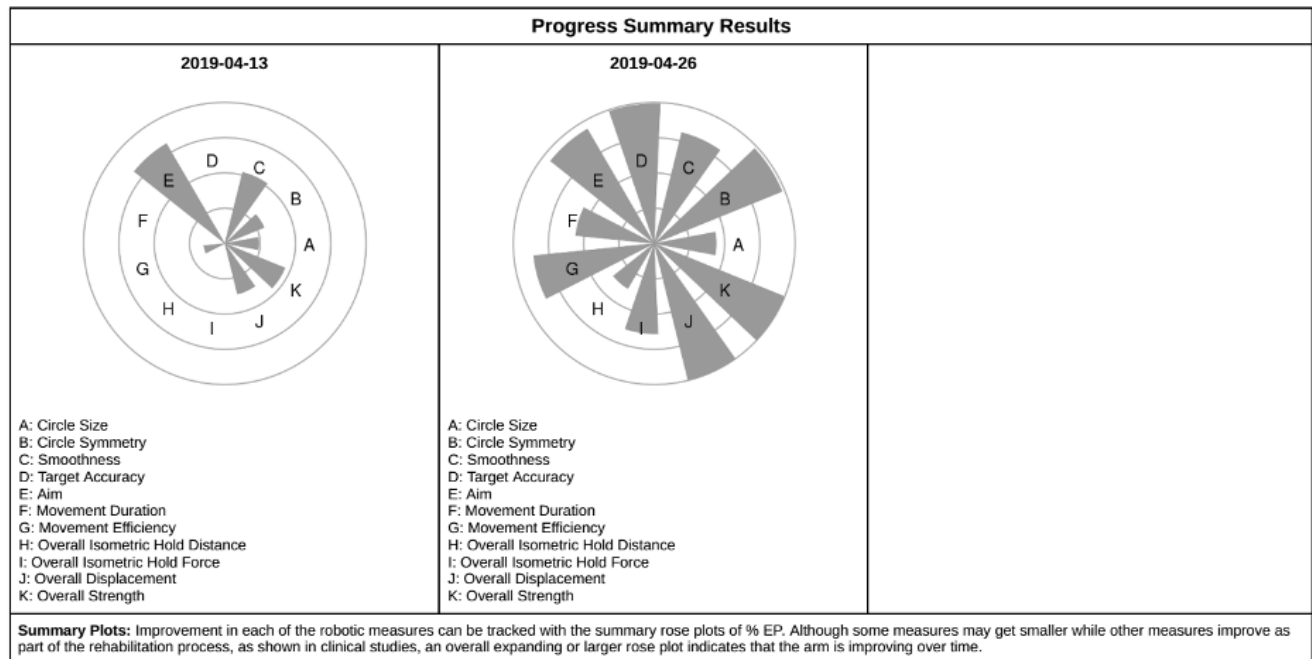 Progress Summary Results
2019-04-13
D
C
E
B
F
A
G
K
H
J
I
A: Circle Size
B: Circle Symmetry
C: Smoothness
D: Target Accuracy
E: Aim
F: Movement Duration
G: Movement Efficiency
H: Overall Isometric Hold Distance
I: Overall Isometric Hold Force
J: Overall Displacement
K: Overall Strength
2019-04-26
D
C
E
B
F
A
G
K
H
J
I
A: Circle Size
B: Circle Symmetry
C: Smoothness
D: Target Accuracy
E: Aim
F: Movement Duration
G: Movement Efficiency
H: Overall Isometric Hold Distance
I: Overall Isometric Hold Force
J: Overall Displacement
K: Overall Strength
Summary Plots: Improvement in each of the robotic measures can be tracked with the summary rose plots of % EP. Although some measures may get smaller while other measures improve as
part of the rehabilitation process, as shown in clinical studies, an overall expanding or larger rose plot indicates that the arm is improving over time.